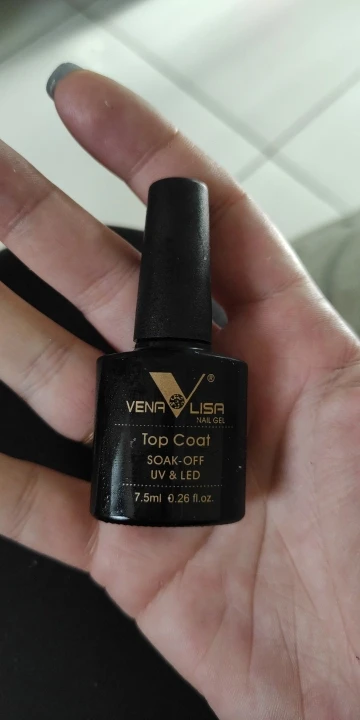 VENA LISA ®
NAIL GEL
Top Coat
SOAK-OFF
UV & LED
7.5ml 0.26 fl.oz.